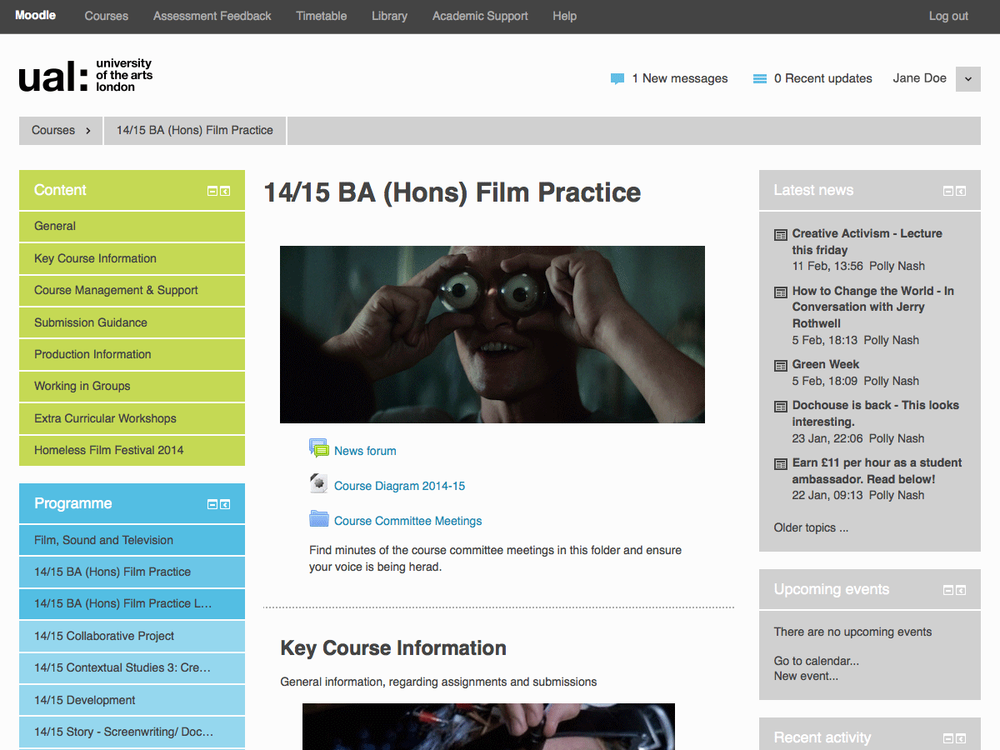 Moodle Courses Assessment Feedback Timetable Library Academic Support Help Log out
ual: university
of the arts
london
1 New messages 0 Recent updates Jane Doe
Courses 14/15 BA (Hons) Film Practice
Content
General
Key Course Information
Course Management & Support
Submission Guidance
Production Information
Working in Groups
Extra Curricular Workshops
Homeless Film Festival 2014
Programme
Film, Sound and Television
14/15 BA (Hons) Film Practice
14/15 BA (Hons) Film Practice L...
14/15 Collaborative Project
14/15 Contextual Studies 3: Cre...
14/15 Development
14/15 Story - Screenwriting/ Doc...
14/15 BA (Hons) Film Practice
News forum
Course Diagram 2014-15
Course Committee Meetings
Find minutes of the course committee meetings in this folder and ensure
your voice is being herad.
Key Course Information
General information, regarding assignments and submissions
Latest news
Creative Activism - Lecture
this friday
11 Feb, 13:56 Polly Nash
How to Change the World - In
Conversation with Jerry
Rothwell
5 Feb, 18:13 Polly Nash
Green Week
5 Feb, 18:09 Polly Nash
Dochouse is back - This looks
interesting.
23 Jan, 22:06 Polly Nash
Earn £11 per hour as a student
ambassador. Read below!
22 Jan, 09:13 Polly Nash
Older topics ...
Upcoming events
There are no upcoming events
Go to calendar...
New event...
Recent activity